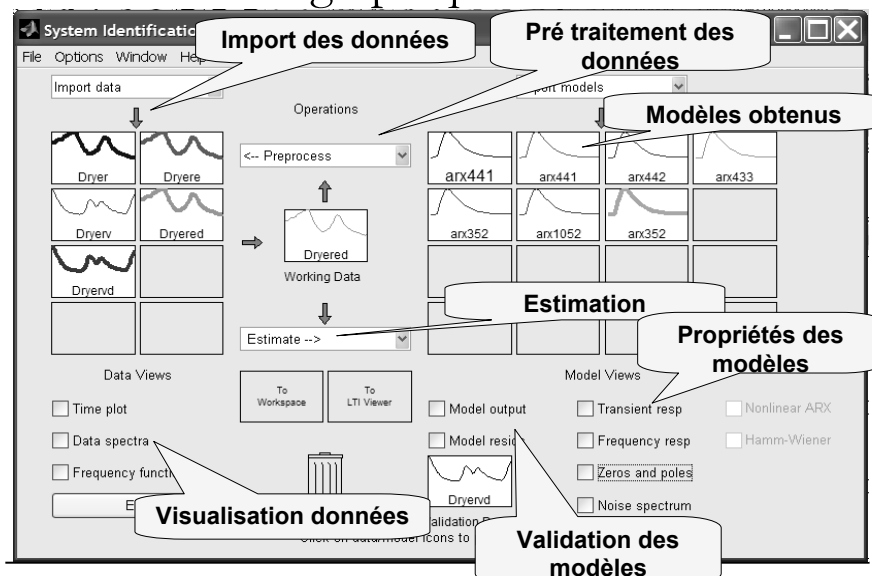 System Identificatio
Import des données
Pré traitement des
données
File Options Window Help
Import data
Operations
port models
Modèles obtenus
<-- Preprocess
Dryer
Dryere
arx441
arx441
arx442
arx433
Dryerv
Dryered
arx352
arx1052
arx352
Dryered
Working Data
Dryervd
Estimation
Estimate -->
Propriétés des
modèles
Data Views
Model Views
To
Workspace
To
LTI Viewer
Time plot
Model output
Transient resp
Nonlinear ARX
Data spectra
Model resids
Frequency resp
Hamm-Wiener
Frequency functi
Zeros and poles
Dryervd
Noise spectrum
E
Visualisation données
alidation D
Click on data/model icons to
Validation des
modèles